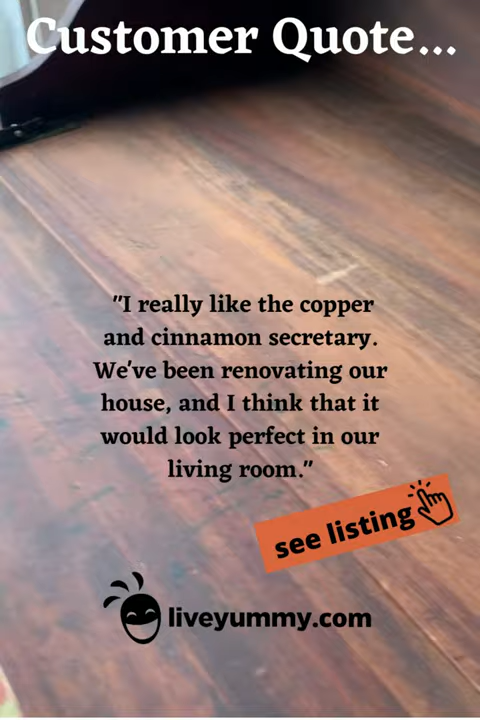 Customer Quote...
"I really like the copper
and cinnamon secretary.
We've been renovating our
house, and I think that it
would look perfect in our
living room."
see listing
liveyummy.com